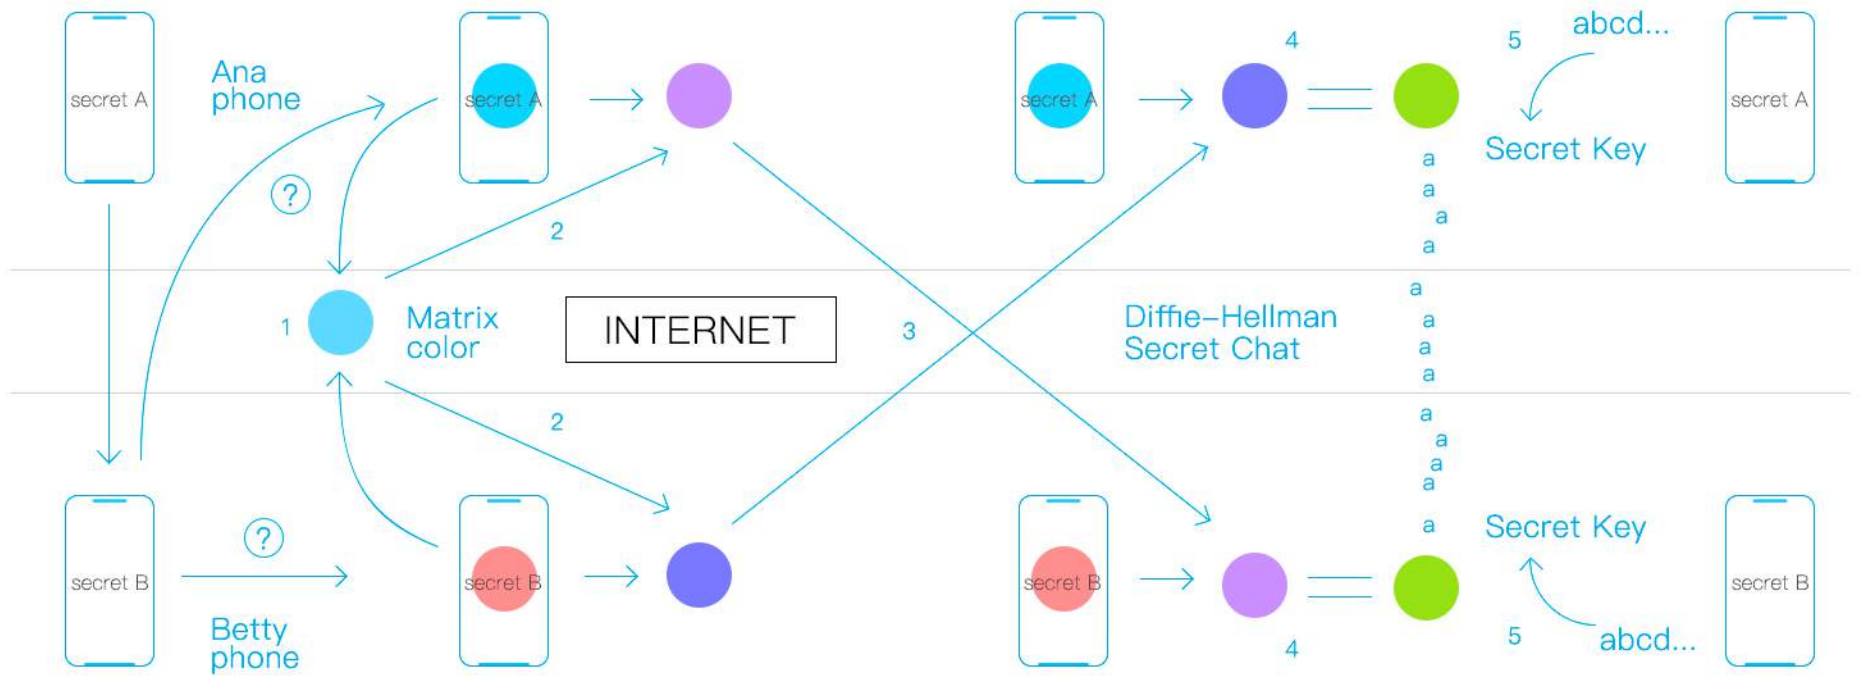 secret A
Ana
phone
secret A
secret A
4
5
abcd...
Secret Key
secret A
?
2
a
a
a
a
1
Matrix
color
INTERNET
3
Diffie-Hellman
Secret Chat
a
a
a
a
2
a
a
a
a
a
secret B
?
Betty
phone
secret B
secret B
4
5
Secret Key
abcd...
secret B